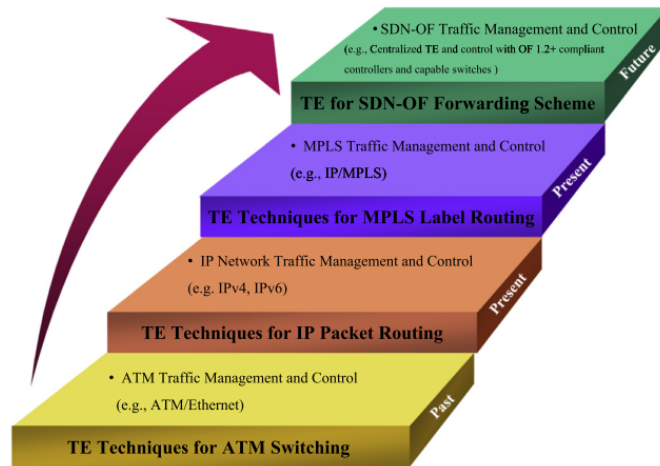 • SDN-OF Traffic Management and Control
(e.g., Centralized TE and control with OF 1.2+ compliant
controllers and capable switches )
Future
TE for SDN-OF Forwarding Scheme
• MPLS Traffic Management and Control
(e.g., IP/MPLS)
Present
TE Techniques for MPLS Label Routing
• IP Network Traffic Management and Control
(e.g. IPv4, IPv6)
Present
TE Techniques for IP Packet Routing
• ATM Traffic Management and Control
(e.g., ATM/Ethernet)
Past
TE Techniques for ATM Switching